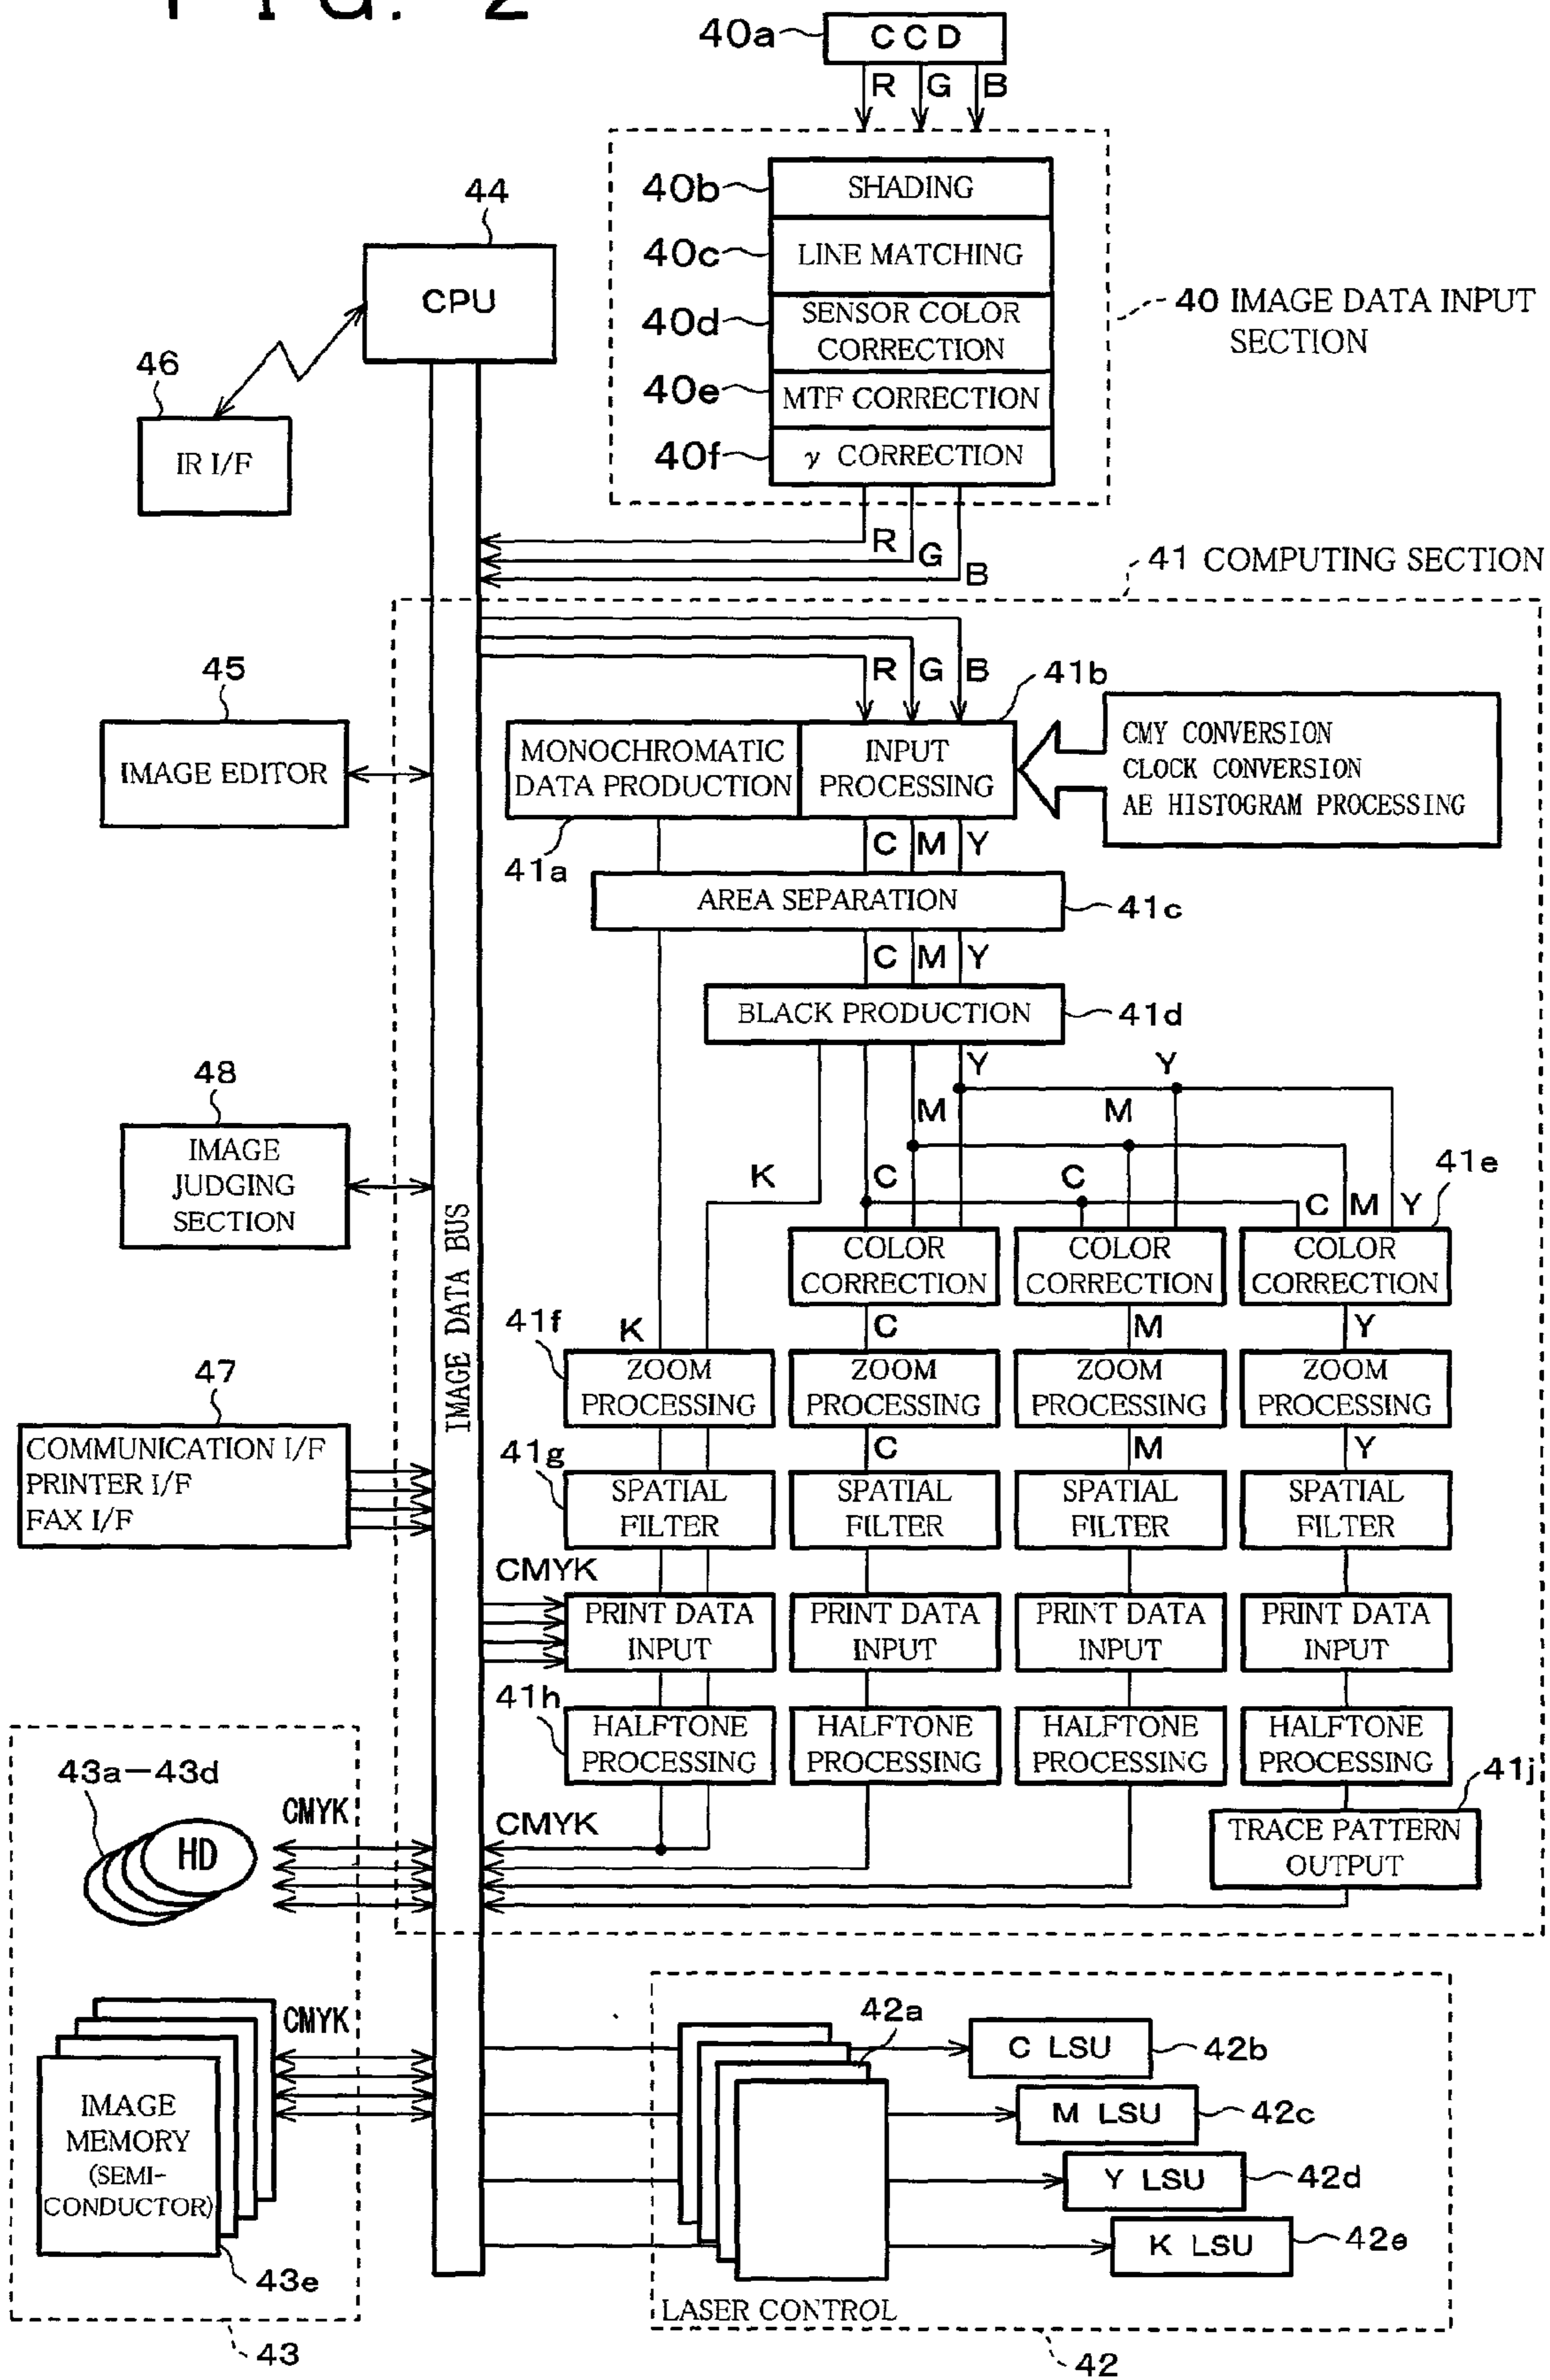 FIG. 2
40a
CCD
R G B
40b
SHADING
40c
LINE MATCHING
40d
SENSOR COLOR
CORRECTION
40e
MTF CORRECTION
40f
γ CORRECTION
40 IMAGE DATA INPUT
SECTION
44
CPU
46
IR I/F
R
G
B
41 COMPUTING SECTION
R G B
41b
45
IMAGE EDITOR
MONOCHROMATIC
DATA PRODUCTION
INPUT
PROCESSING
CMY CONVERSION
CLOCK CONVERSION
AE HISTOGRAM PROCESSING
41a
C M Y
AREA SEPARATION
41c
C M Y
BLACK PRODUCTION
41d
Y Y
M M
K C C C M Y
41e
48
IMAGE
JUDGING
SECTION
IMAGE DATA BUS
COLOR
CORRECTION
COLOR
CORRECTION
COLOR
CORRECTION
41f
K C M Y
ZOOM
PROCESSING
ZOOM
PROCESSING
ZOOM
PROCESSING
ZOOM
PROCESSING
47
COMMUNICATION I/F
PRINTER I/F
FAX I/F
41g
C M Y
SPATIAL
FILTER
SPATIAL
FILTER
SPATIAL
FILTER
SPATIAL
FILTER
CMYK
PRINT DATA
INPUT
PRINT DATA
INPUT
PRINT DATA
INPUT
PRINT DATA
INPUT
41h
HALFTONE
PROCESSING
HALFTONE
PROCESSING
HALFTONE
PROCESSING
HALFTONE
PROCESSING
41j
TRACE PATTERN
OUTPUT
43a-43d
HD
CMYK
CMYK
CMYK
IMAGE
MEMORY
(SEMI-
CONDUCTOR)
43e
43
42a
C LSU
42b
M LSU
42c
Y LSU
42d
K LSU
42e
LASER CONTROL
42